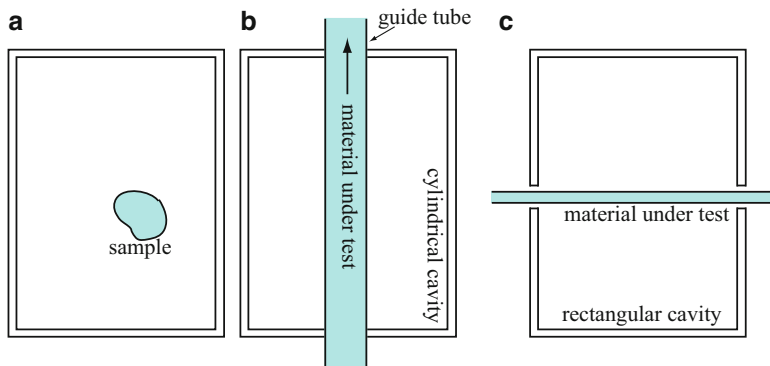 a
sample
b
guide tube
material under test
cylindrical cavity
c
material under test
rectangular cavity